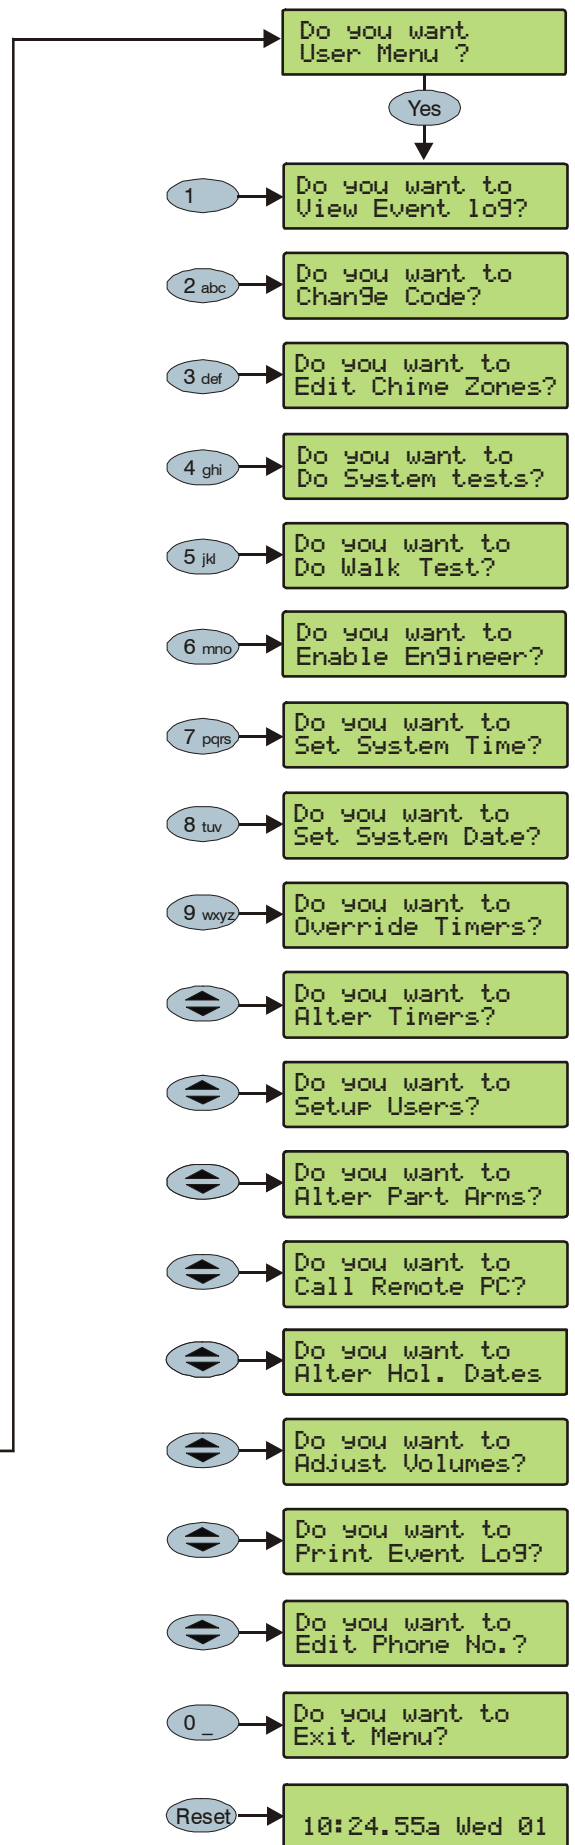 Do you want
User Menu ?
Yes
1
Do you want to
View Event log?
2 abc
Do you want to
Change Code?
3 def
Do you want to
Edit Chime Zones?
4 ghi
Do you want to
Do System tests?
5 jkl
Do you want to
Do Walk Test?
6 mno
Do you want to
Enable Engineer?
7 pqrs
Do you want to
Set System Time?
8 tuv
Do you want to
Set System Date?
9 wxyz
Do you want to
Override Timers?
Do you want to
Alter Timers?
Do you want to
Setup Users?
Do you want to
Alter Part Arms?
Do you want to
Call Remote PC?
Do you want to
Alter Hol. Dates
Do you want to
Adjust Volumes?
Do you want to
Print Event Log?
Do you want to
Edit Phone No.?
0 _
Do you want to
Exit Menu?
Reset
10:24.55a Wed 01